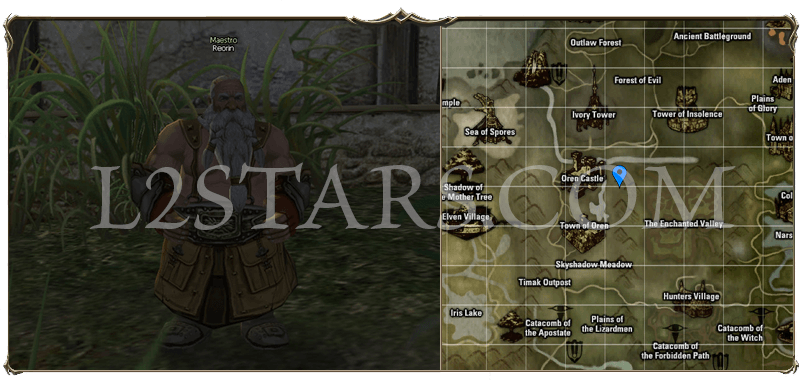 Maestro
Reorin
L2STARS.COM
Outlaw Forest
Ancient Battleground
Forest of Evil
Aden
mple
Ivory Tower
Tower of Insolence
Plains
of Glory
Sea of Spores
Town o
Oren Castle
Shadow of
e Mother Tree
Col
Elven Village
Town of Oren
The Enchanted Valley
Nars
Skyshadow Meadow
Timak Outpost
Hunters Village
Iris Lake
Catacomb of
the Apostate
Plains of
the Lizardmen
Catacomb of
the Witch
Catacomb of
the Forbidden Path